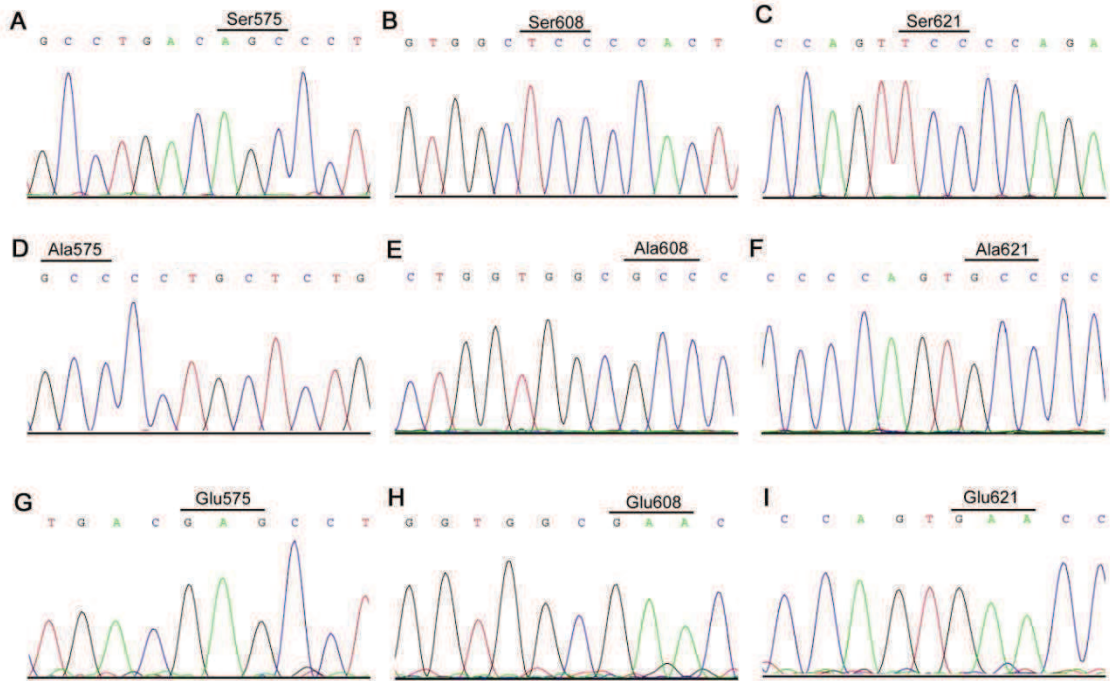 A Ser575
G C C T G A C A G C C C T
B Ser608
G T G G C T C C C C A C T
C Ser621
C C A G T T C C C C A G A
D Ala575
G C C C C T G C T C T G
E Ala608
C T G G T G G C G C C C
F Ala621
C C C C A G T G C C C C
G Glu575
T G A C G A G C C T
H Glu608
G G T G G C G A A C
I Glu621
C C A G T G A A C C